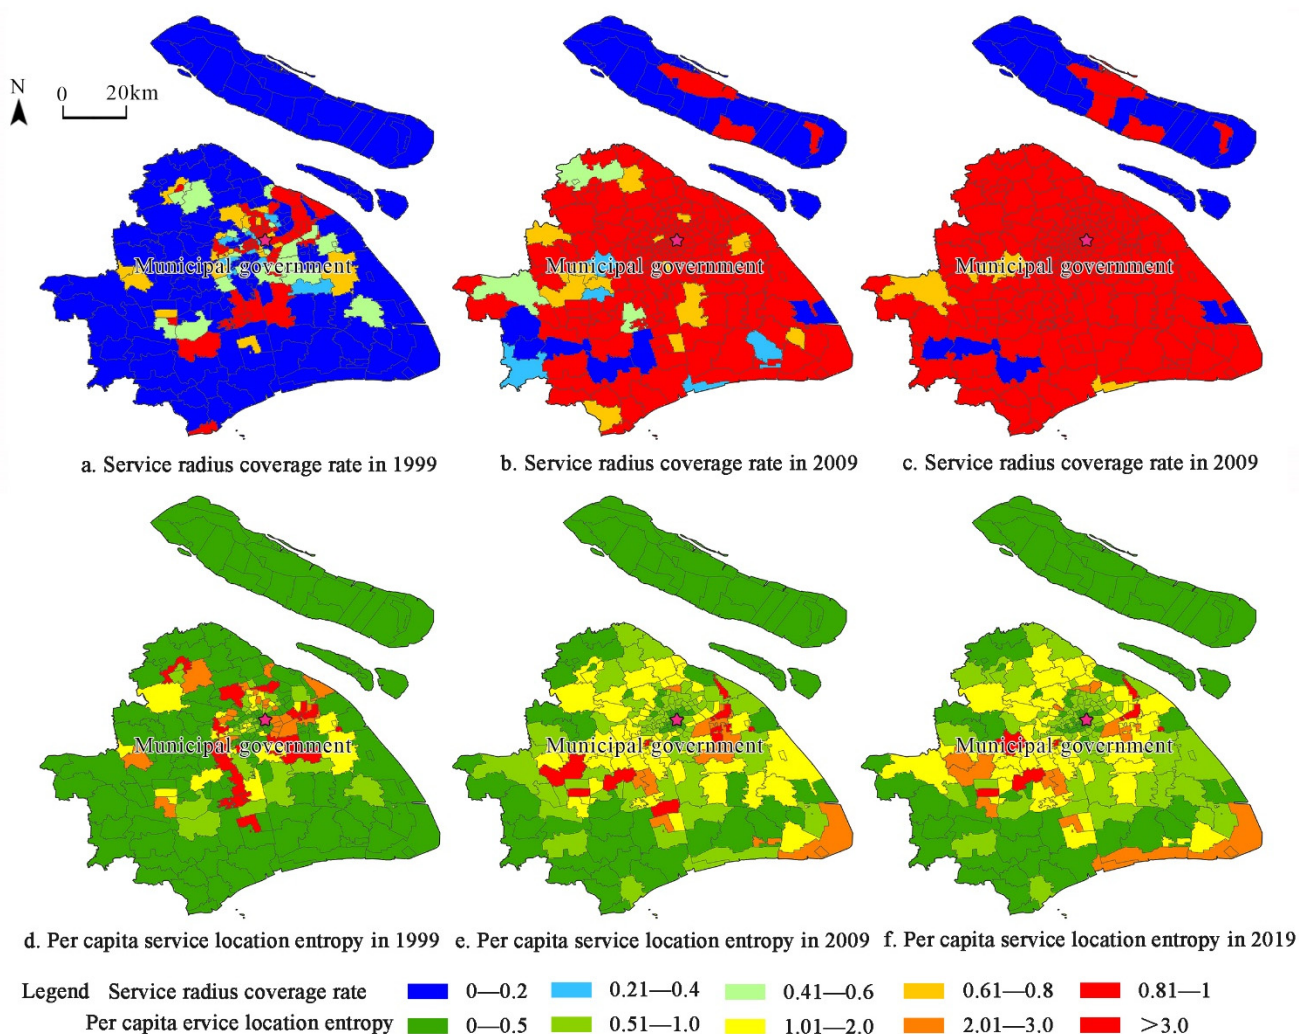 N
0 20km
Municipal government
Municipal government
Municipal government
a. Service radius coverage rate in 1999
b. Service radius coverage rate in 2009
c. Service radius coverage rate in 2009
Municipal government
Municipal government
Municipal government
d. Per capita service location entropy in 1999
e. Per capita service location entropy in 2009
f. Per capita service location entropy in 2019
Legend Service radius coverage rate 0—0.2 0.21—0.4 0.41—0.6 0.61—0.8 0.81—1
Per capita ervice location entropy 0—0.5 0.51—1.0 1.01—2.0 2.01—3.0 >3.0